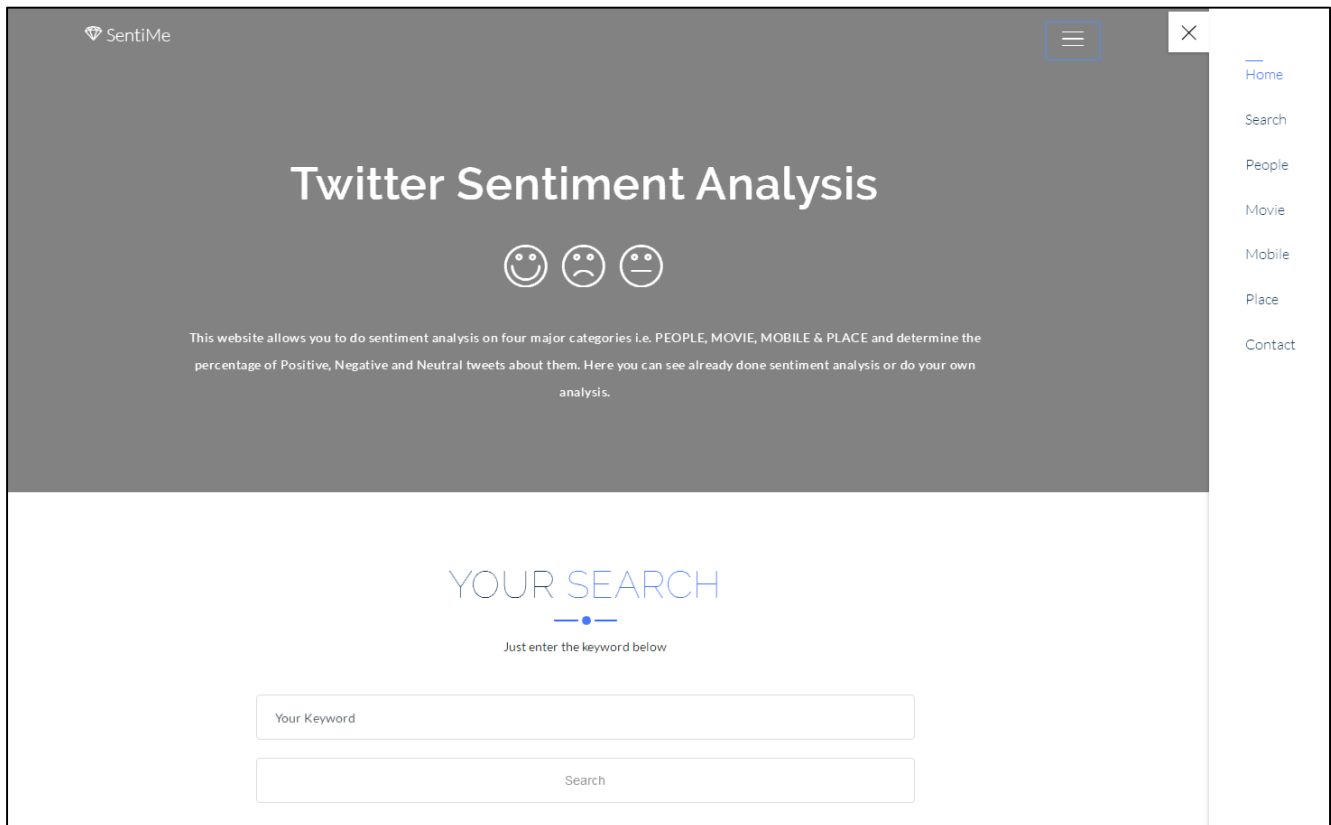 SentiMe
Twitter Sentiment Analysis
This website allows you to do sentiment analysis on four major categories i.e. PEOPLE, MOVIE, MOBILE & PLACE and determine the
percentage of Positive, Negative and Neutral tweets about them. Here you can see already done sentiment analysis or do your own
analysis.
YOUR SEARCH
Just enter the keyword below
Your Keyword
Search
Home
Search
People
Movie
Mobile
Place
Contact